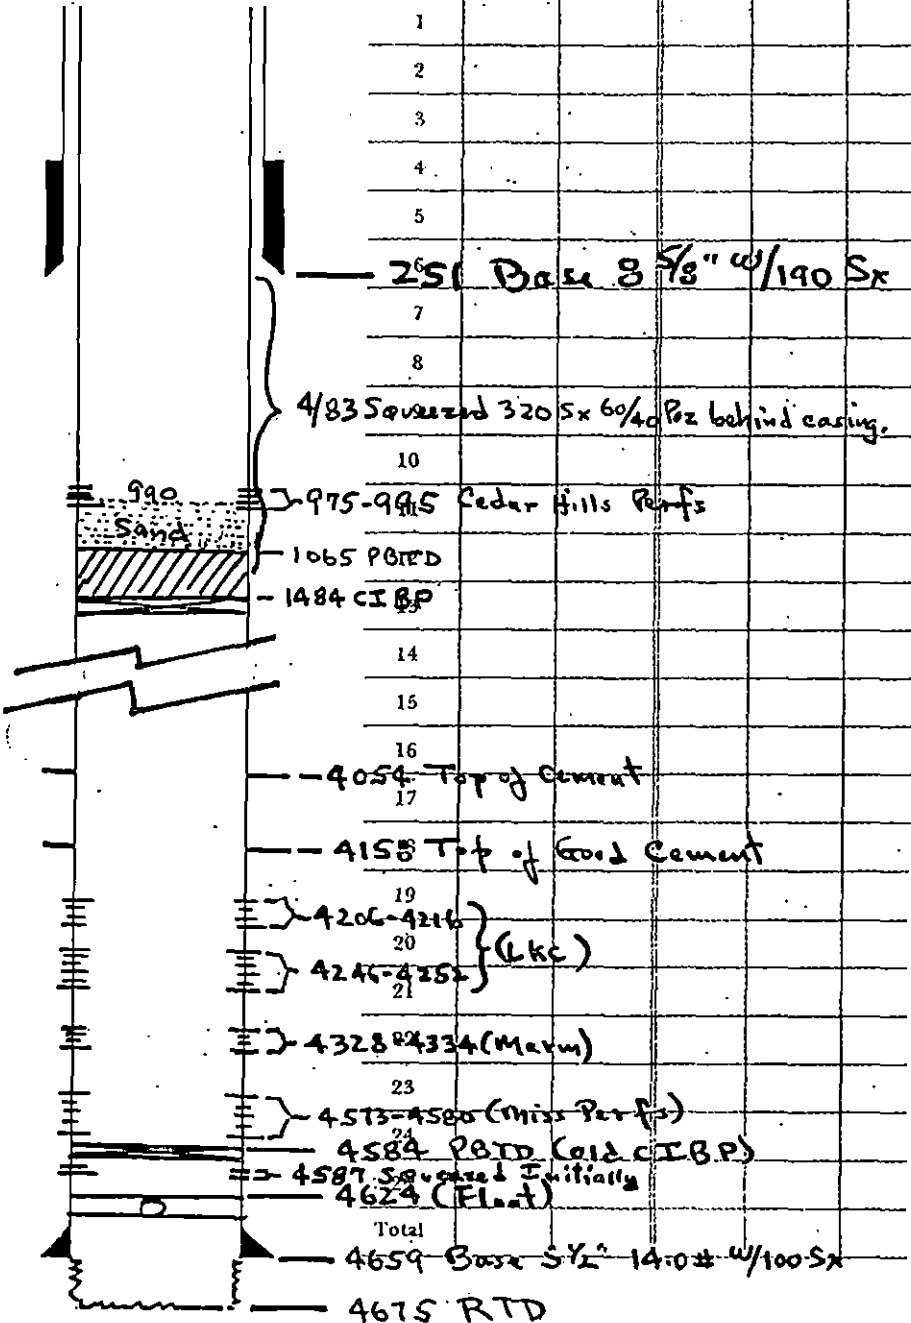 1
2
3
4
5
6
251 Base 8 5/8" w/190 Sx
7
8
4/83 Squeezed 320 Sx 60/40 Poz behind casing.
10
990
975-995 Cedar Hills Perfs
11
Sand
1065 PBTD
1484 CIBP
13
14
15
16
4054 Top of Cement
17
4158 Top of Good Cement
19
4206-4216
20
(LKC)
4246-4252
21
4328-4334 (Marm)
23
4573-4580 (Miss Perfs)
24
4584 PBTD (old CIBP)
4587 Squeezed Initially
4624 (Float)
Total
4659 Base 5 1/2" 14.0# w/100 Sx
4675 RTD